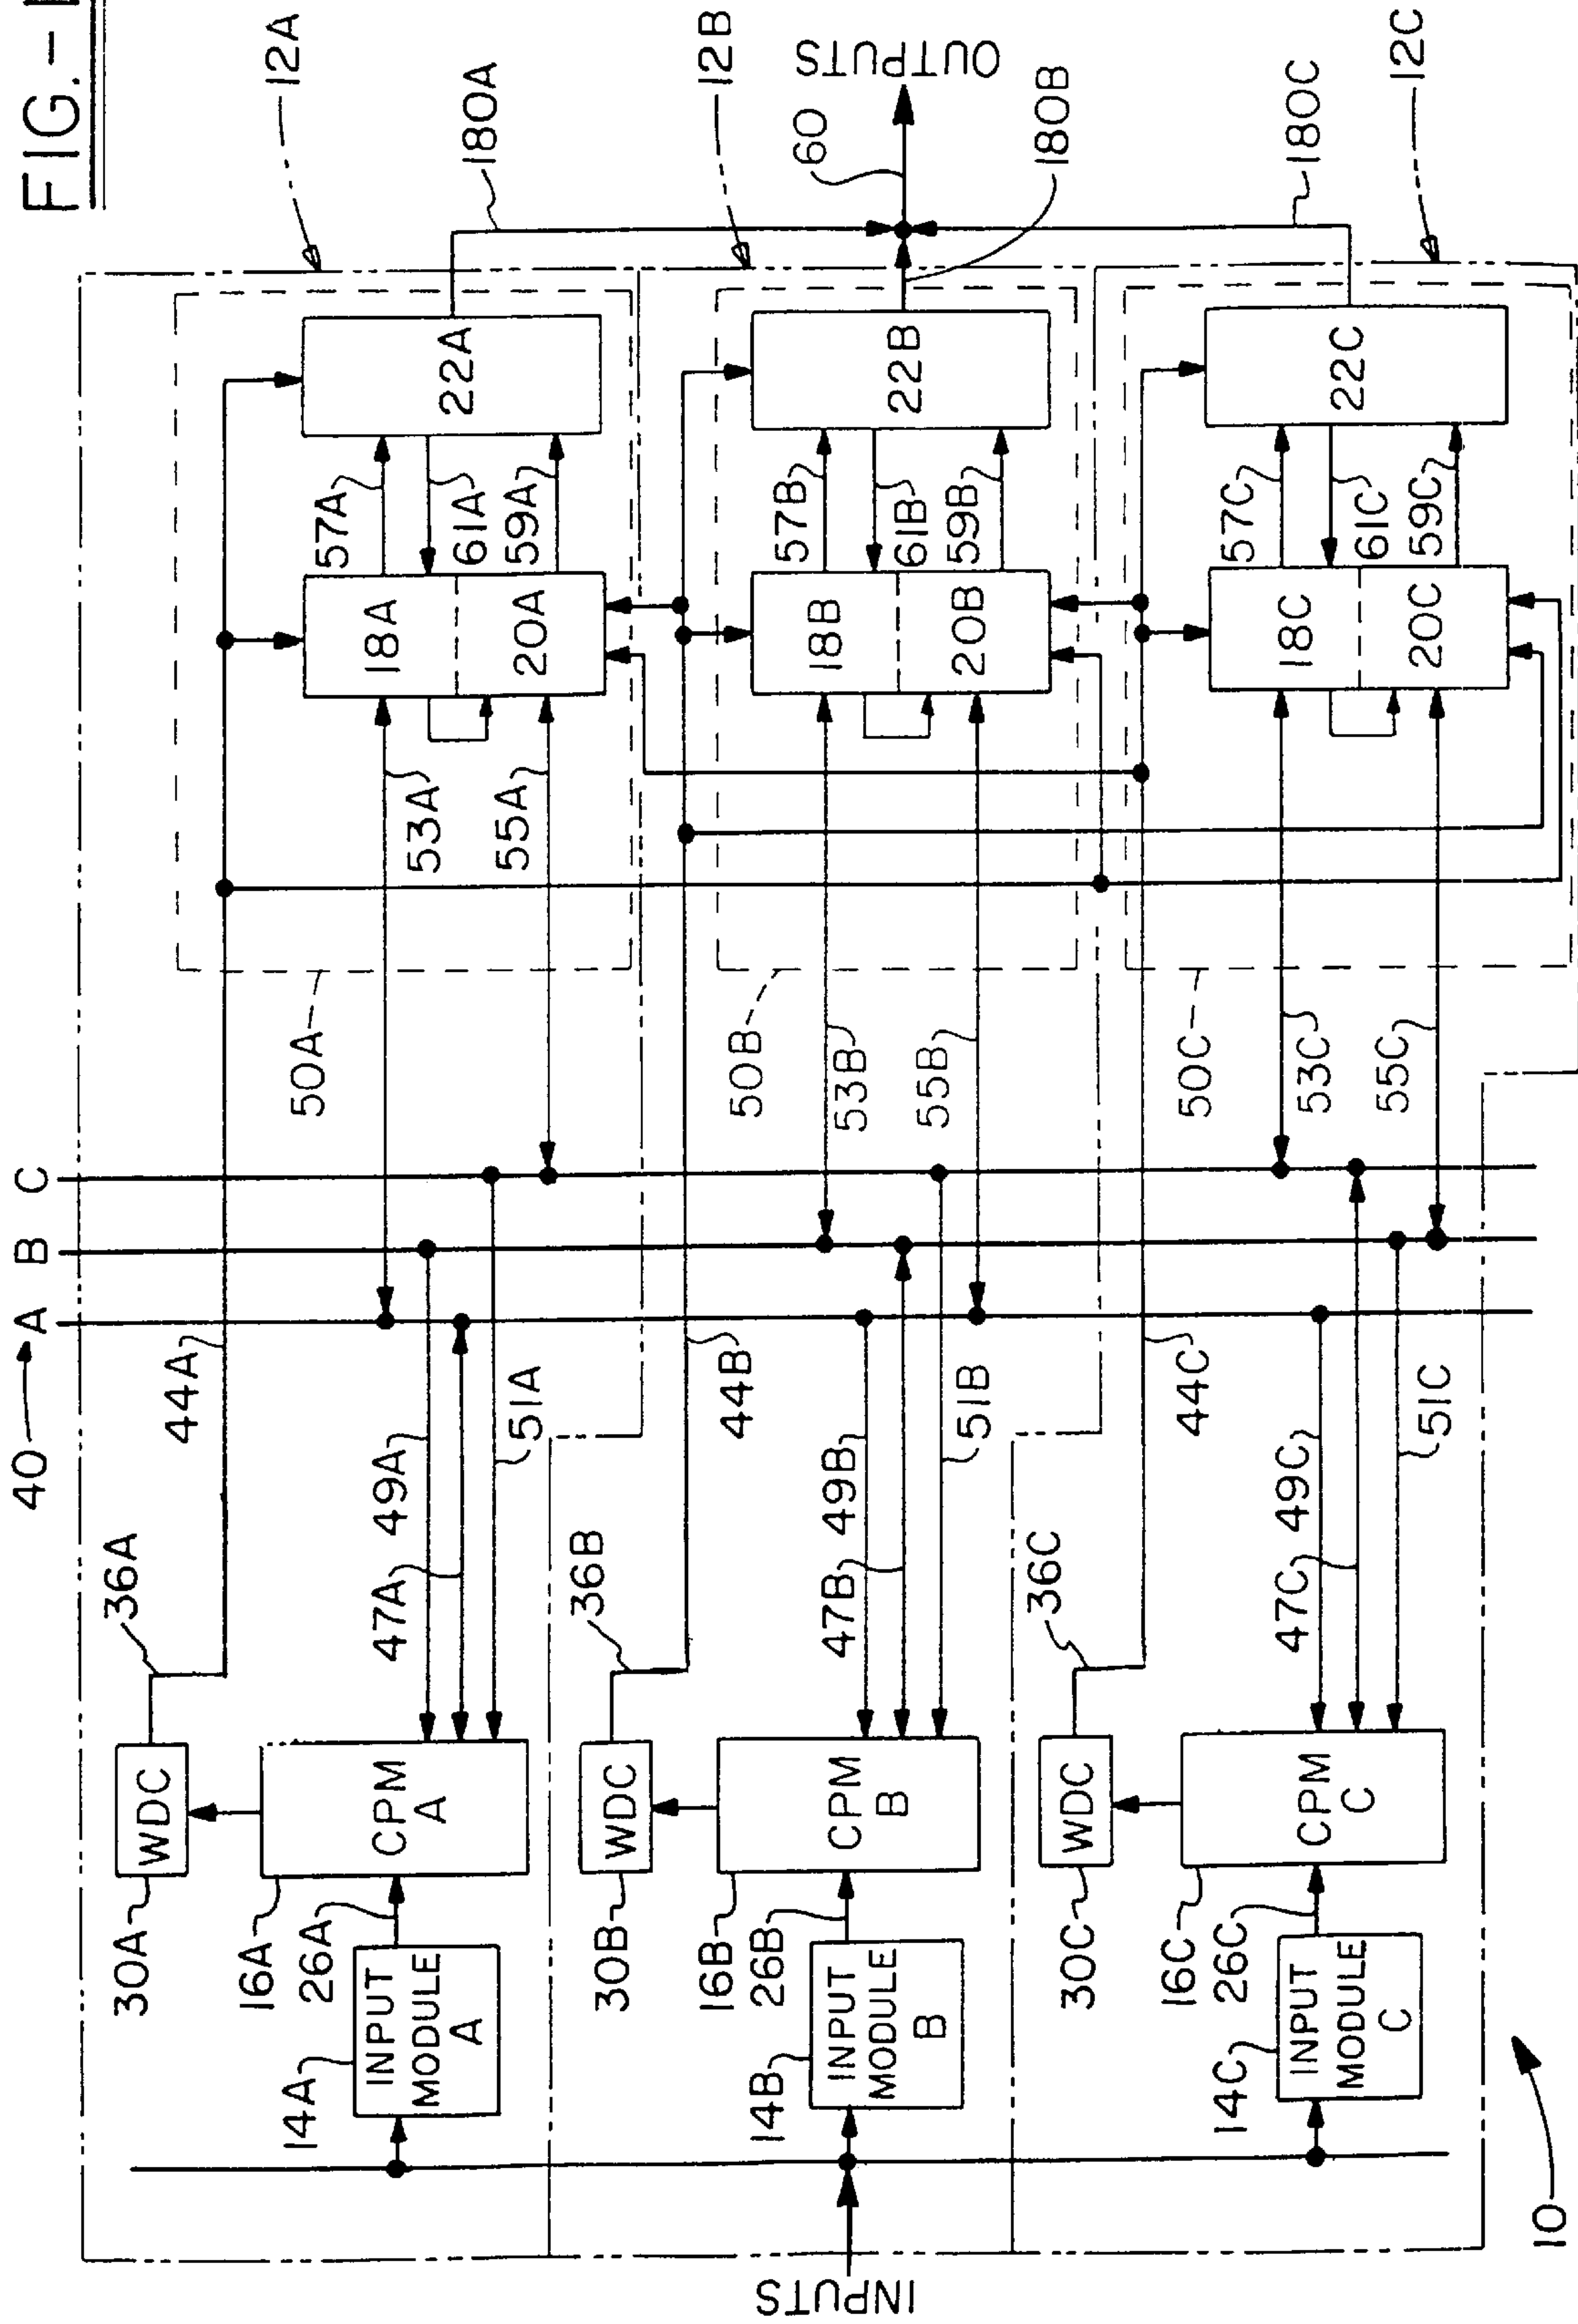 FIG.-1
40
A
B
C
12A
12B
12C
INPUTS
OUTPUTS
10
30A
WDC
36A
44A
16A
CPM
A
26A
14A
INPUT
MODULE
A
47A
49A
51A
50A
53A
55A
18A
20A
57A
61A
59A
22A
180A
30B
WDC
36B
44B
16B
CPM
B
26B
14B
INPUT
MODULE
B
47B
49B
51B
50B
53B
55B
18B
20B
57B
61B
59B
22B
60
180B
30C
WDC
36C
44C
16C
CPM
C
26C
14C
INPUT
MODULE
C
47C
49C
51C
50C
53C
55C
18C
20C
57C
61C
59C
22C
180C